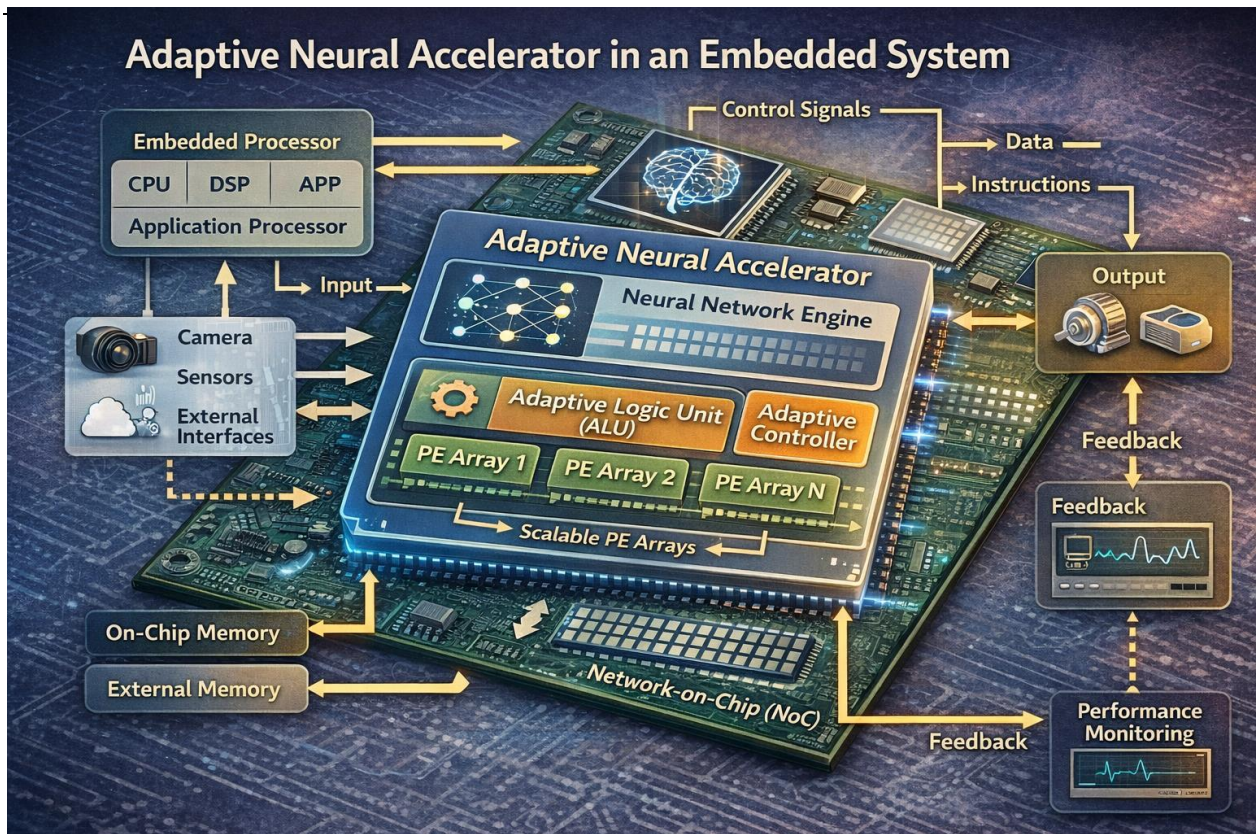 Adaptive Neural Accelerator in an Embedded System
Embedded Processor
CPU
DSP
APP
Application Processor
Input
Camera
Sensors
External
Interfaces
Control Signals
Data
Instructions
Adaptive Neural Accelerator
Neural Network Engine
Adaptive Logic Unit
(ALU)
Adaptive
Controller
PE Array 1
PE Array 2
PE Array N
Scalable PE Arrays
Output
Feedback
Feedback
On-Chip Memory
External Memory
Network-on-Chip (NoC)
Feedback
Performance
Monitoring